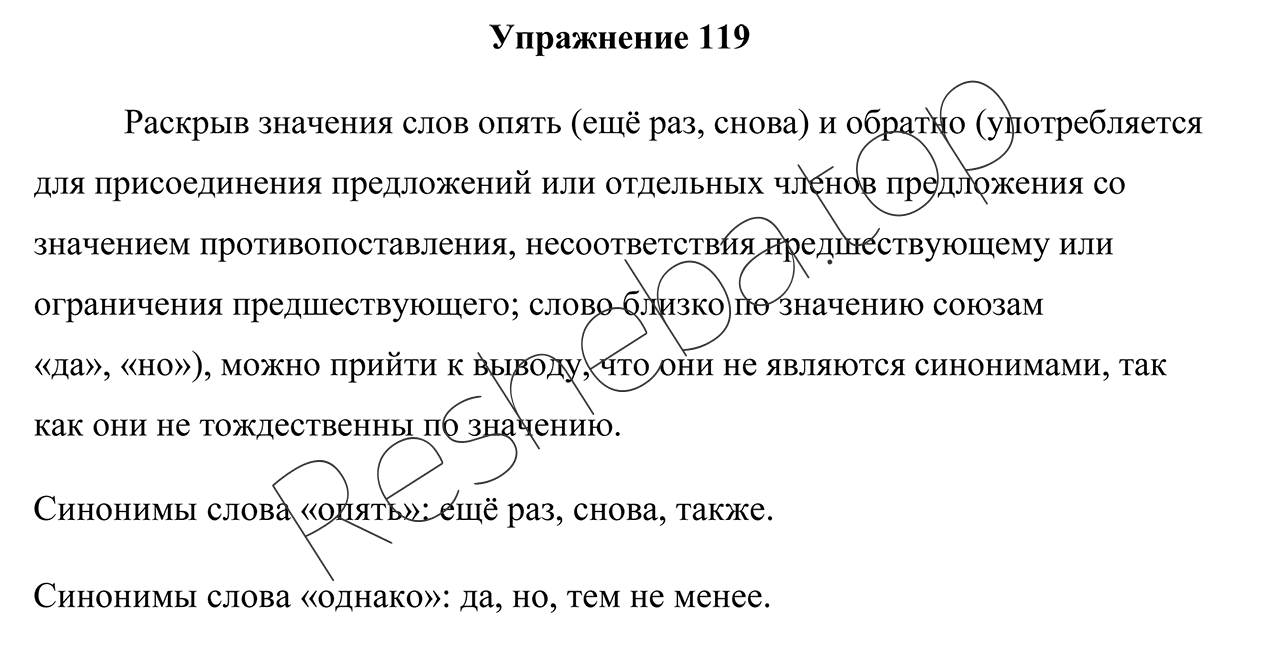 Упражнение 119
Раскрыв значения слов опять (ещё раз, снова) и обратно (употребляется
для присоединения предложений или отдельных членов предложения со
значением противопоставления, несоответствия предшествующему или
ограничения предшествующего; слово близко по значению союзам
«да», «но»), можно прийти к выводу, что они не являются синонимами, так
как они не тождественны по значению.
Синонимы слова «опять»: ещё раз, снова, также.
Синонимы слова «однако»: да, но, тем не менее.
Resheba.top